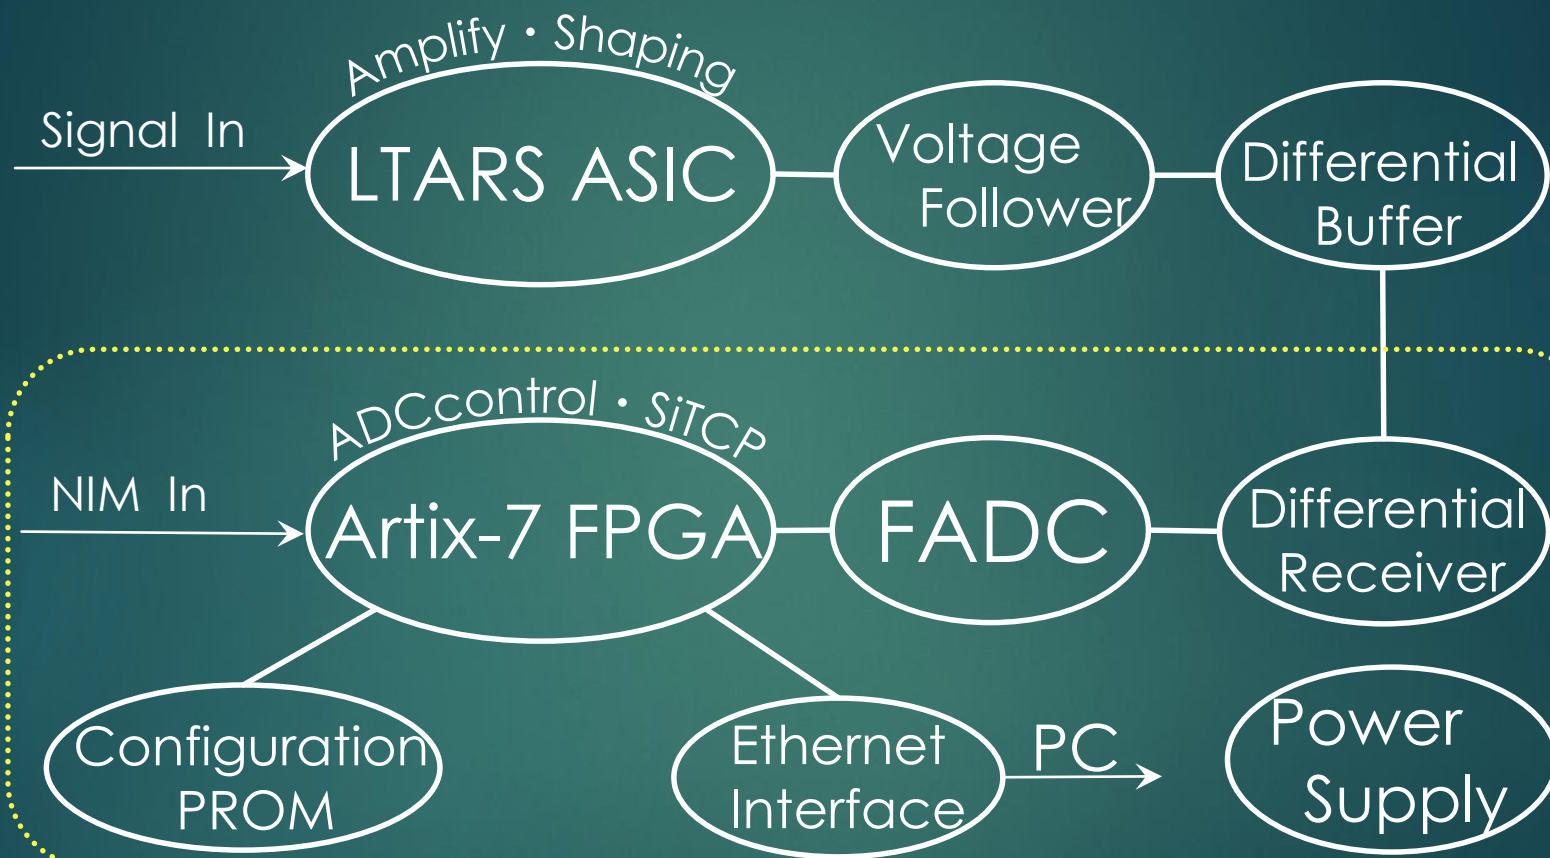 Amplify・Shaping
Signal In
LTARS ASIC
Voltage
Follower
Differential
Buffer
ADCcontrol・SiTCP
NIM In
Artix-7 FPGA
FADC
Differential
Receiver
Configuration
PROM
Ethernet
Interface
PC
Power
Supply